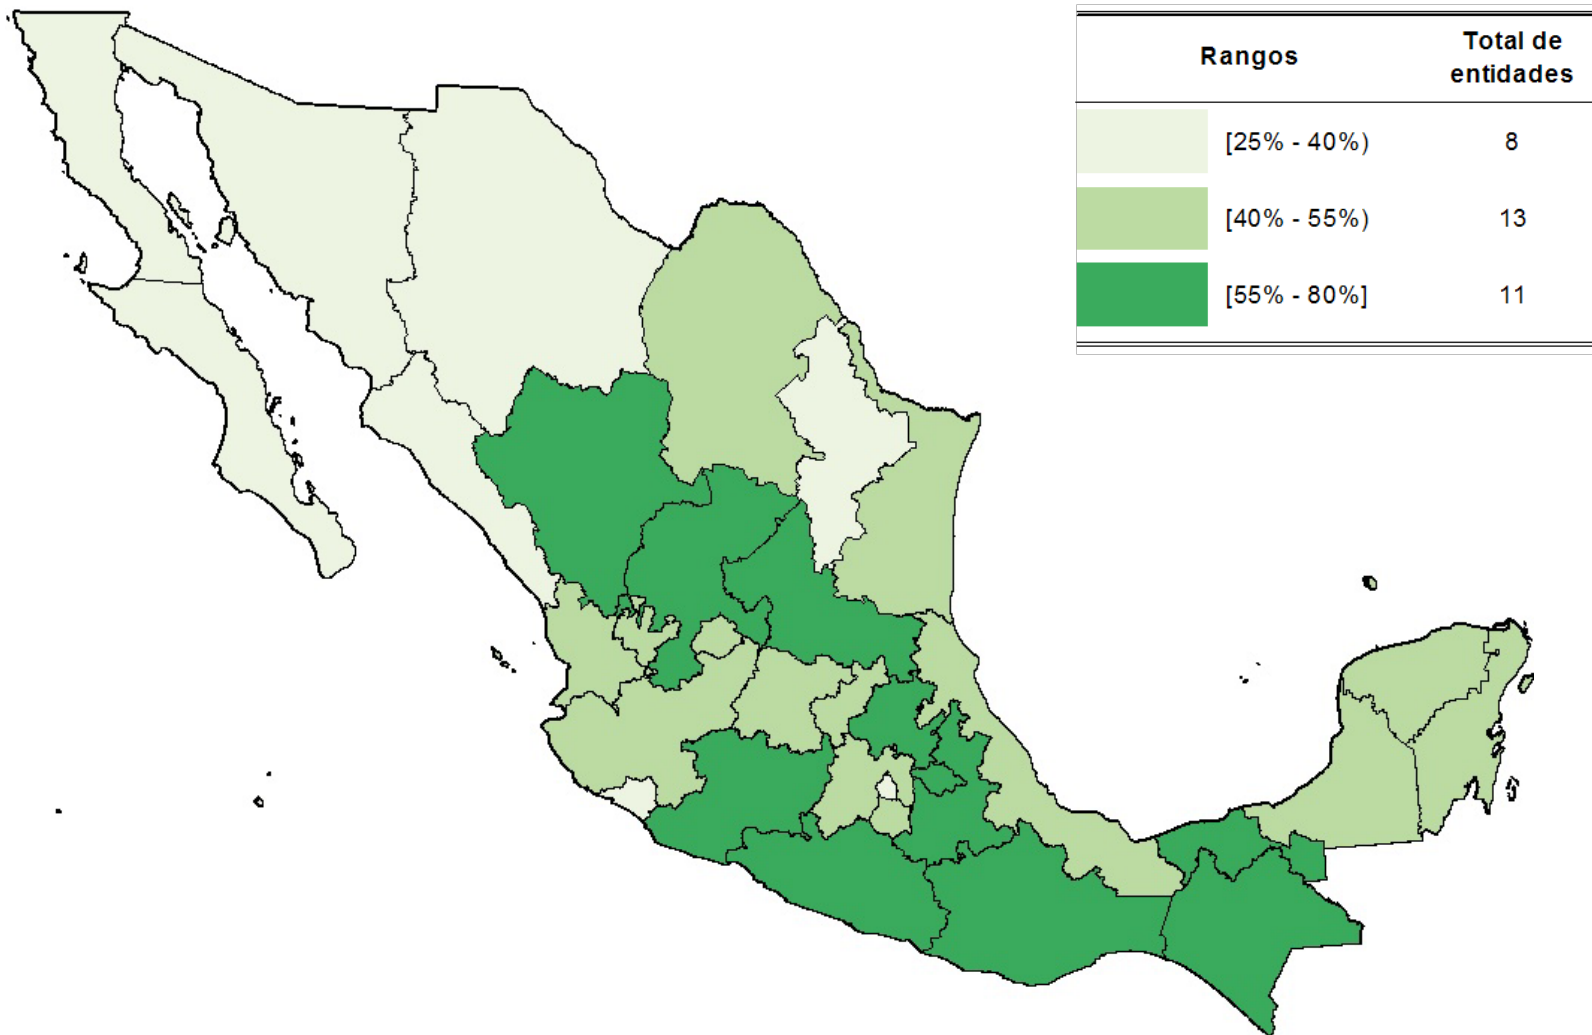 Rangos Total de entidades
[25% - 40%) 8
[40% - 55%) 13
[55% - 80%] 11